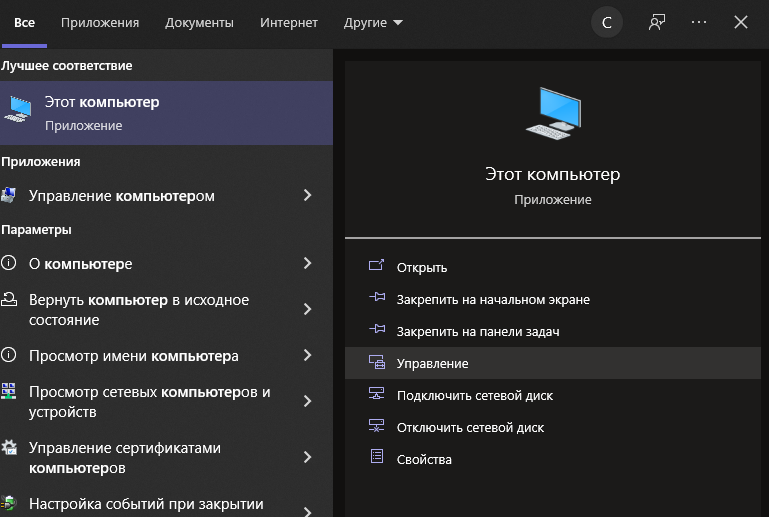 Все Приложения Документы Интернет Другие C
Лучшее соответствие
Этот компьютер
Приложение
Приложения
Управление компьютером
Параметры
О компьютере
Вернуть компьютер в исходное
состояние
Просмотр имени компьютера
Просмотр сетевых компьютеров и
устройств
Управление сертификатами
компьютеров
Настройка событий при закрытии
Этот компьютер
Приложение
Открыть
Закрепить на начальном экране
Закрепить на панели задач
Управление
Подключить сетевой диск
Отключить сетевой диск
Свойства